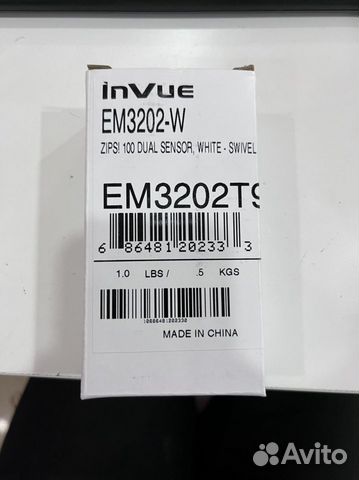 inVue
EM3202-W
ZIPS! 100 DUAL SENSOR, WHITE - SWIVEL
EM3202T9
6 86481 20233 3
1.0 LBS / .5 KGS
MADE IN CHINA
Avito